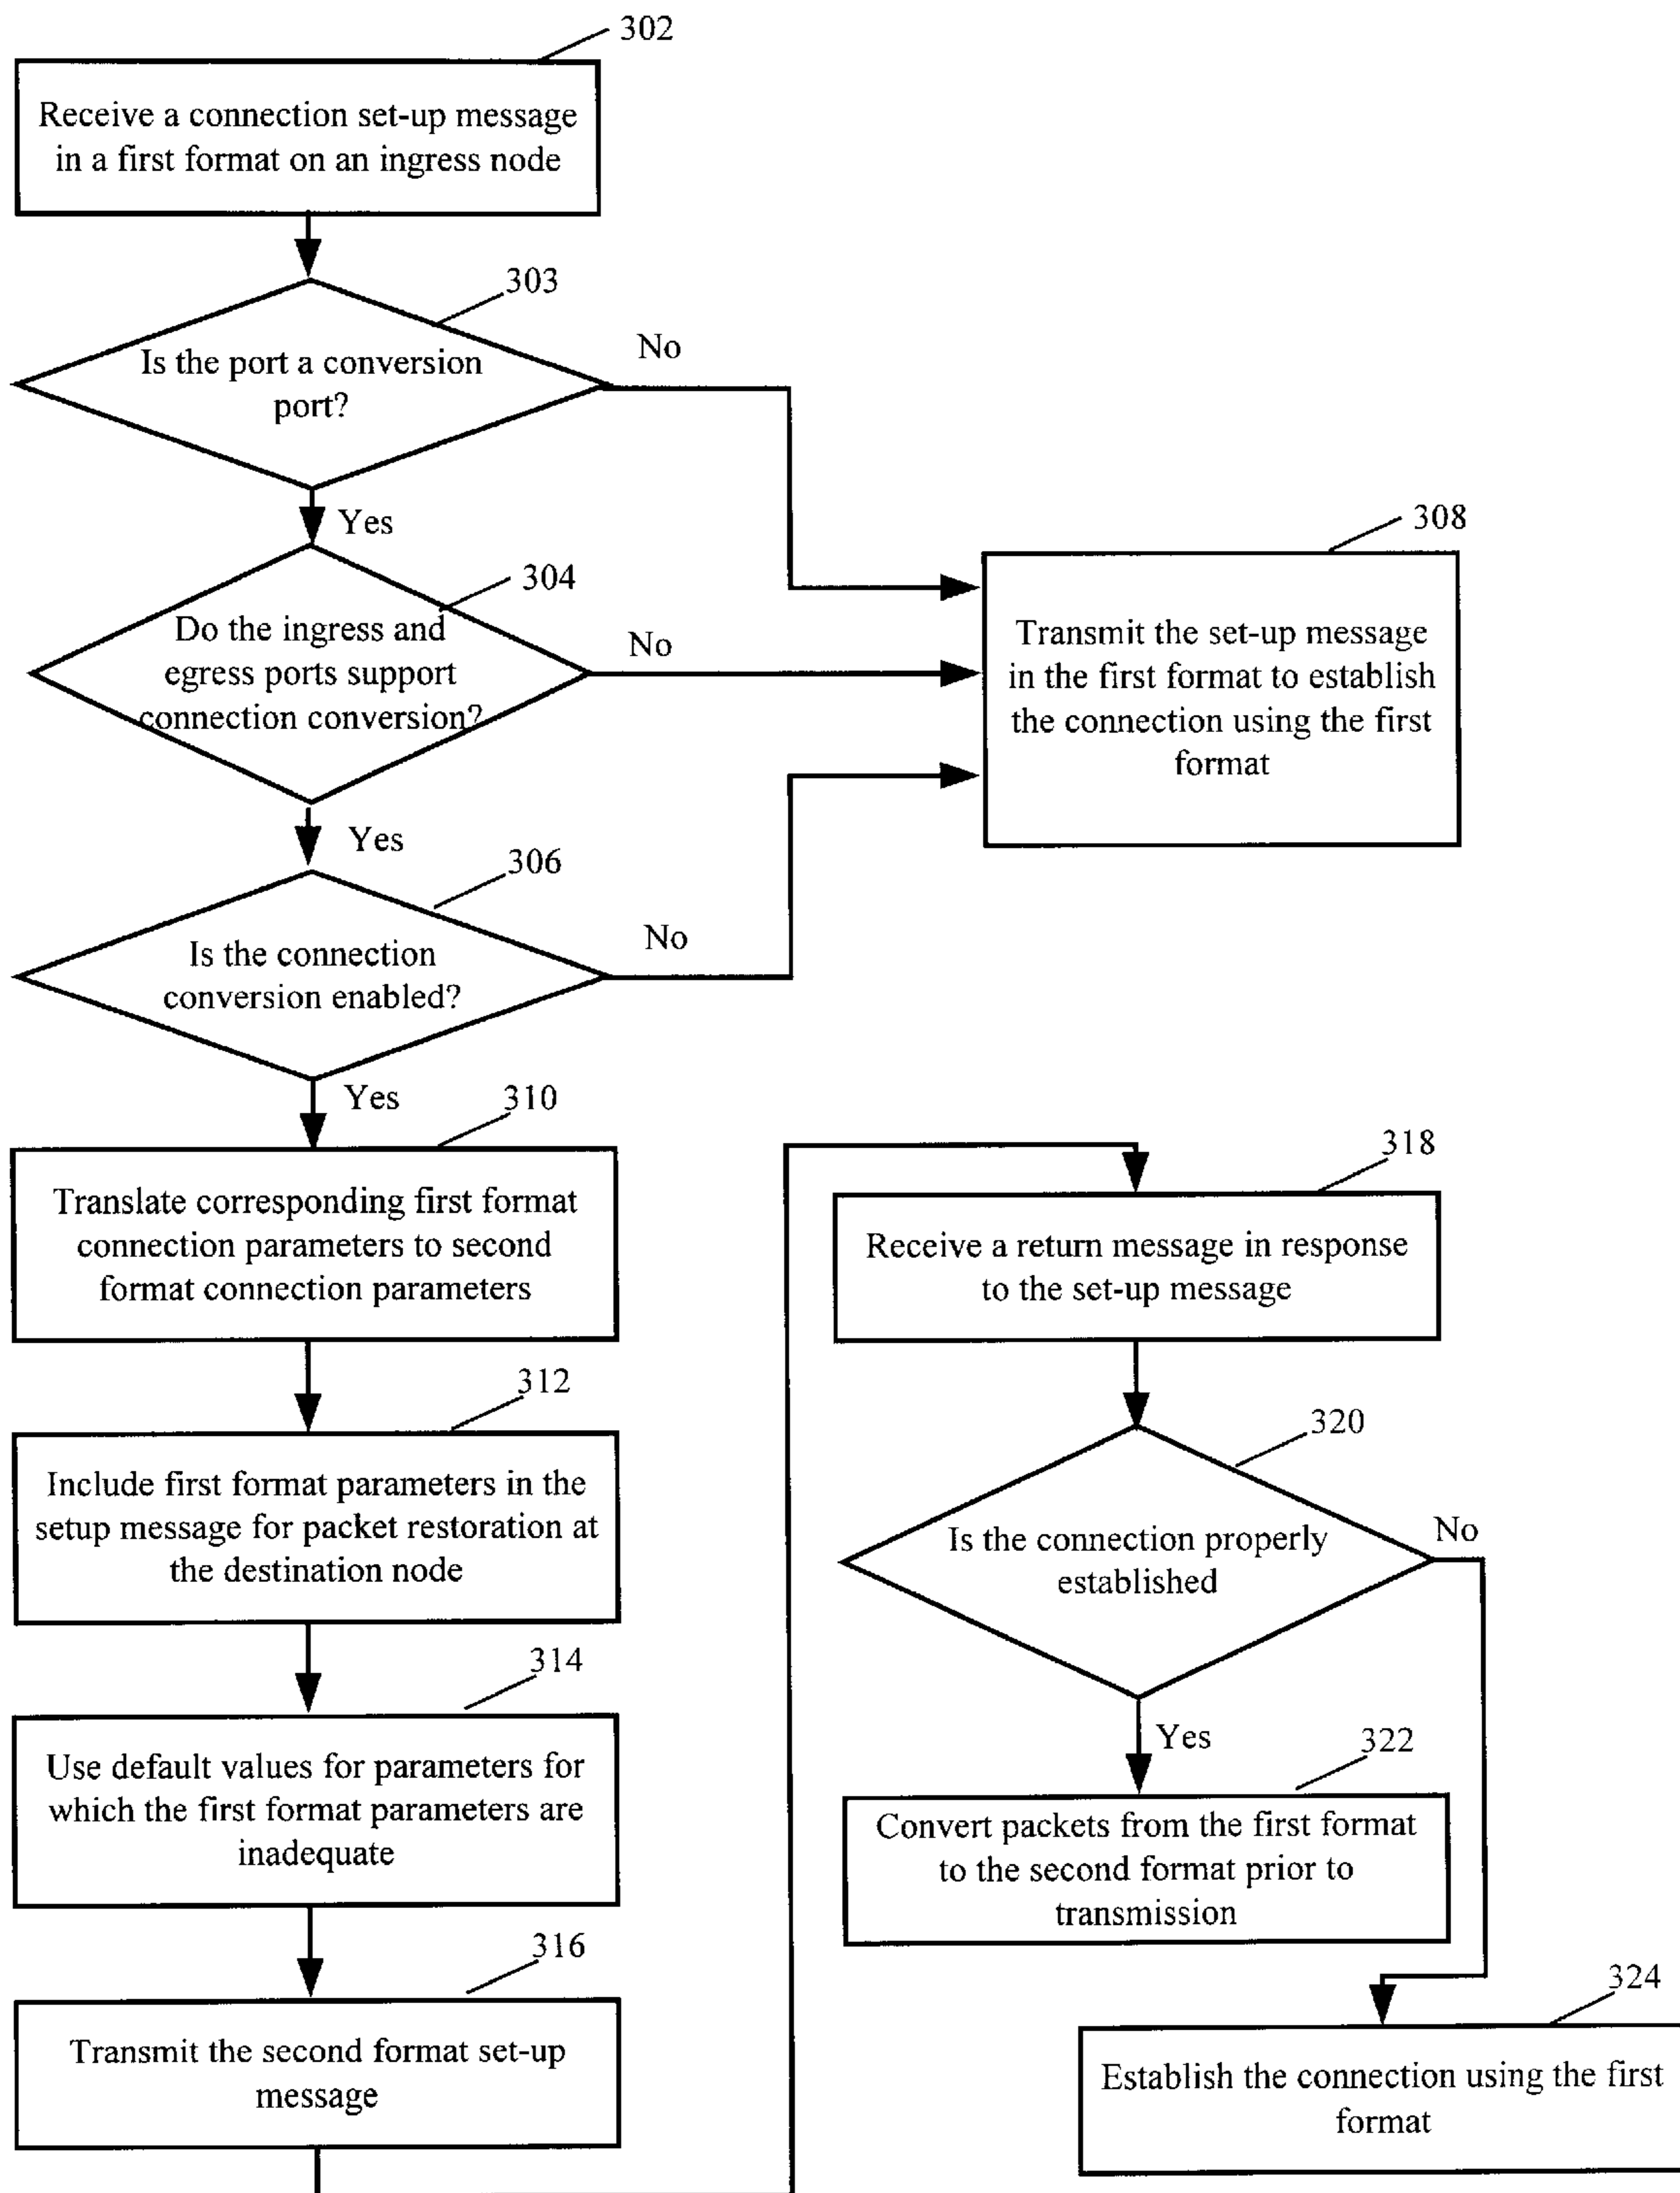 302
Receive a connection set-up message
in a first format on an ingress node
303
Is the port a conversion
port?
No
Yes
304
Do the ingress and
egress ports support
connection conversion?
No
308
Transmit the set-up message
in the first format to establish
the connection using the first
format
Yes
306
Is the connection
conversion enabled?
No
Yes
310
Translate corresponding first format
connection parameters to second
format connection parameters
312
Include first format parameters in the
setup message for packet restoration at
the destination node
314
Use default values for parameters for
which the first format parameters are
inadequate
316
Transmit the second format set-up
message
318
Receive a return message in response
to the set-up message
320
Is the connection properly
established
No
Yes
322
Convert packets from the first format
to the second format prior to
transmission
324
Establish the connection using the first
format